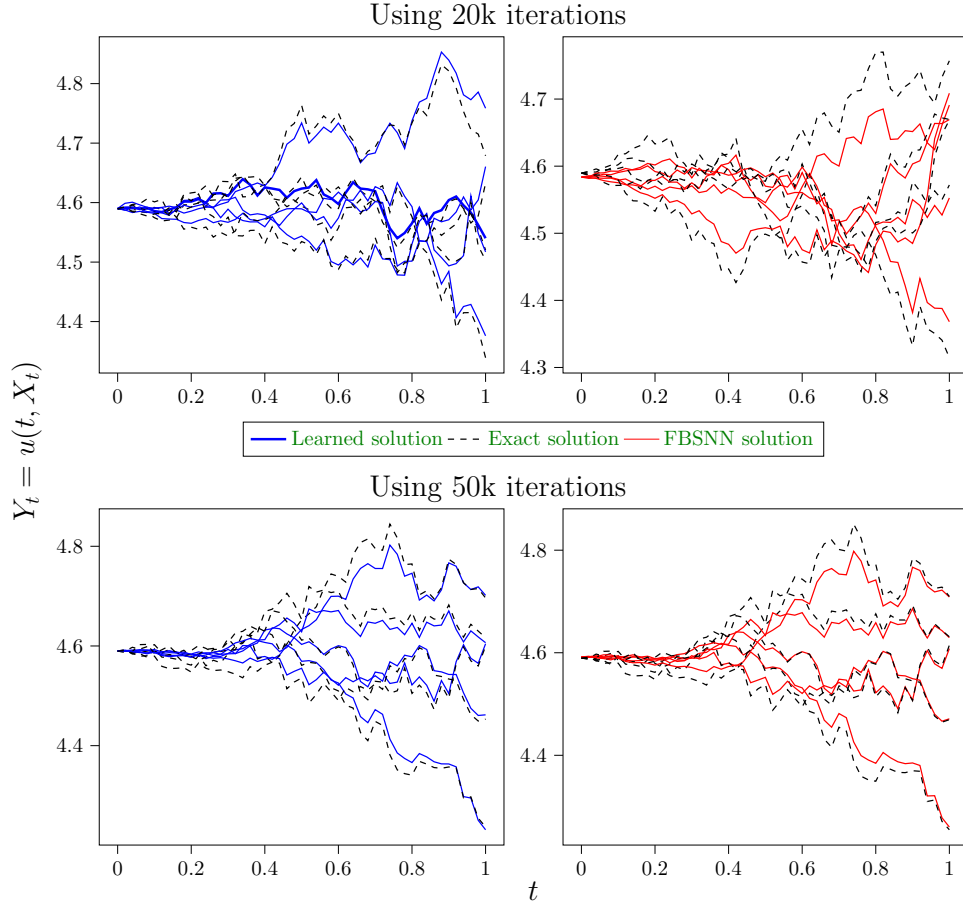 Using 20k iterations
4.8
4.7
4.6
4.5
4.4
0 0.2 0.4 0.6 0.8 1
4.7
4.6
4.5
4.4
4.3
0 0.2 0.4 0.6 0.8 1
Y_t = u(t, X_t)
Learned solution Exact solution FBSNN solution
Using 50k iterations
4.8
4.6
4.4
0 0.2 0.4 0.6 0.8 1
4.8
4.6
4.4
0 0.2 0.4 0.6 0.8 1
t